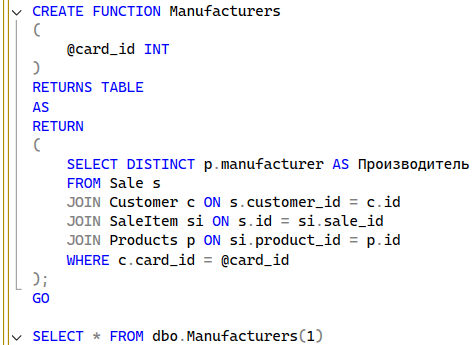 CREATE FUNCTION Manufacturers
(
    @card_id INT
)
RETURNS TABLE
AS
RETURN
(
    SELECT DISTINCT p.manufacturer AS Производитель
    FROM Sale s
    JOIN Customer c ON s.customer_id = c.id
    JOIN SaleItem si ON s.id = si.sale_id
    JOIN Products p ON si.product_id = p.id
    WHERE c.card_id = @card_id
);
GO
SELECT * FROM dbo.Manufacturers(1)